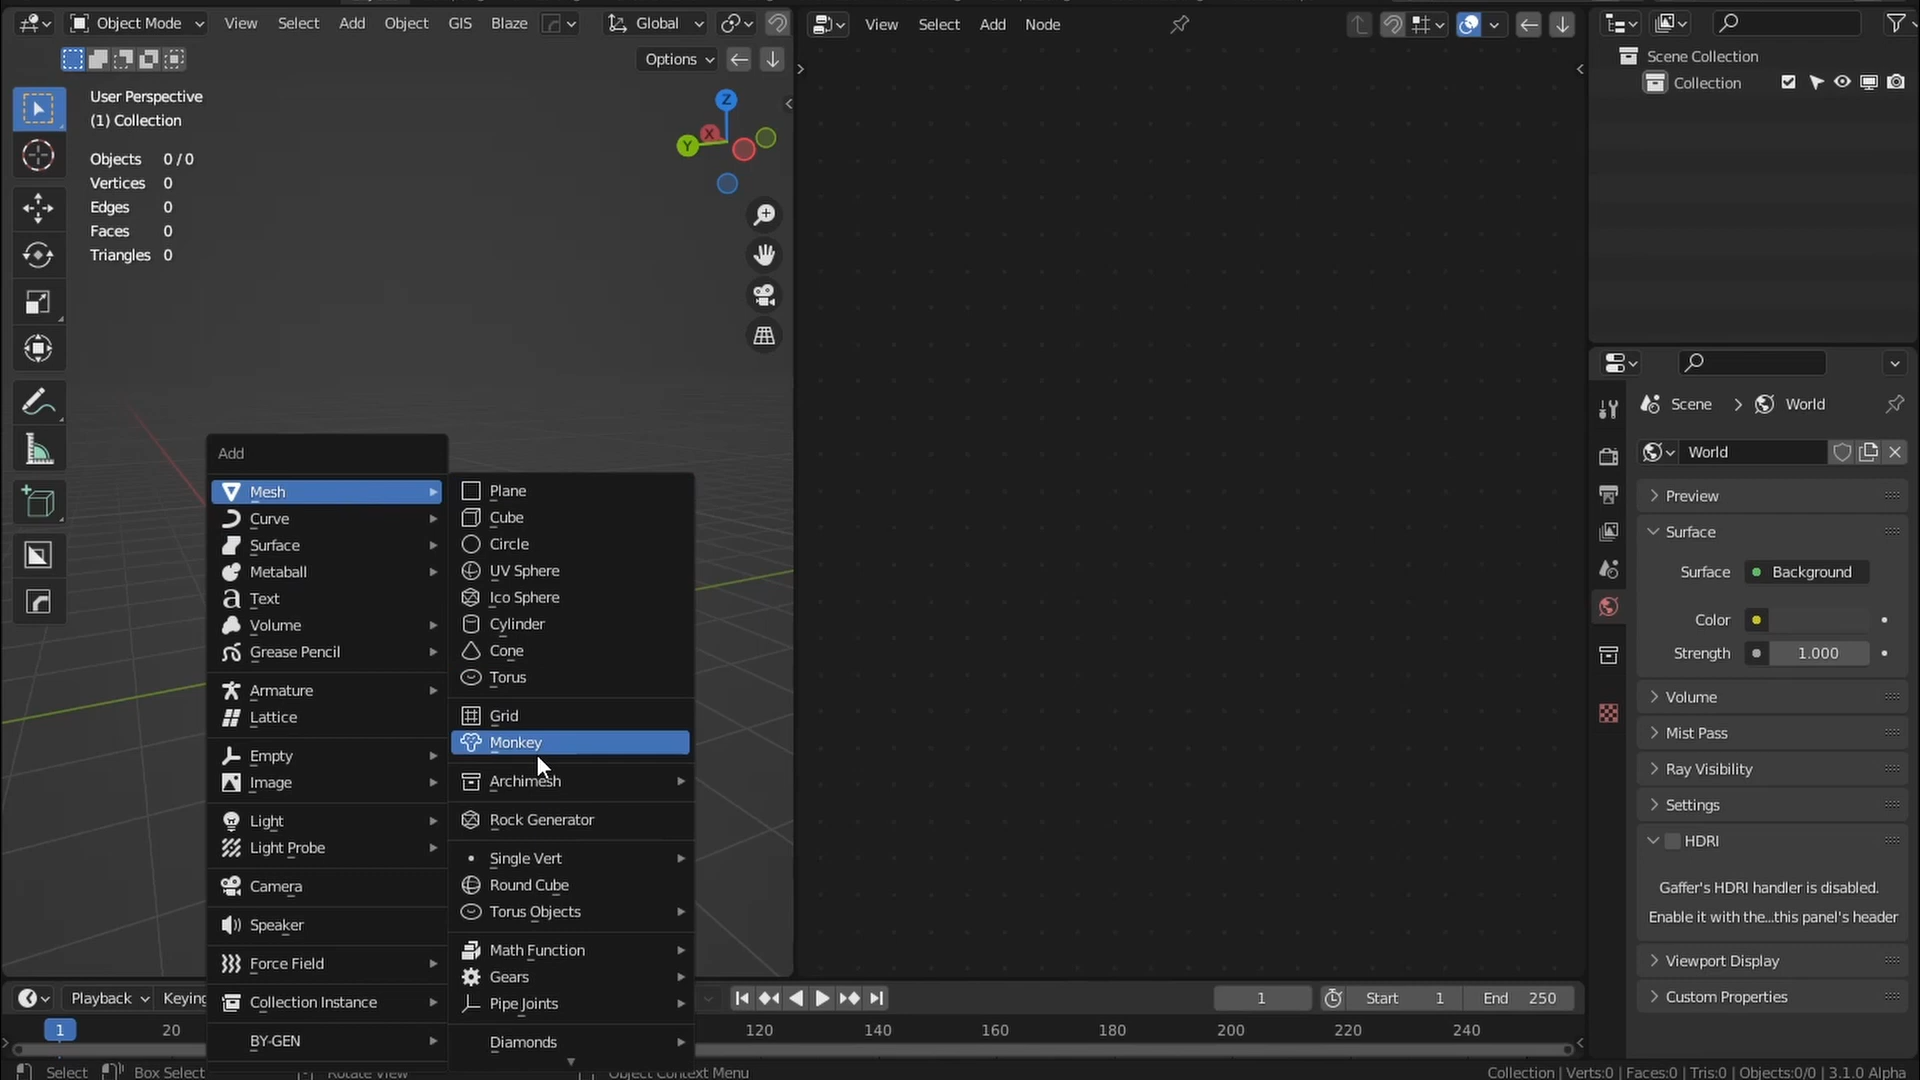 Object Mode View Select Add Object GIS Blaze Global
View Select Add Node
Options
User Perspective
(1) Collection
Objects 0 / 0
Vertices 0
Edges 0
Faces 0
Triangles 0
Z
X
Y
Scene Collection
Collection
Scene World
World
Preview
Surface
Surface Background
Color
Strength 1.000
Volume
Mist Pass
Ray Visibility
Settings
HDRI
Gaffer's HDRI handler is disabled.
Enable it with the...this panel's header
Viewport Display
Custom Properties
Add
Mesh
Curve
Surface
Metaball
Text
Volume
Grease Pencil
Armature
Lattice
Empty
Image
Light
Light Probe
Camera
Speaker
Force Field
Collection Instance
BY-GEN
Plane
Cube
Circle
UV Sphere
Ico Sphere
Cylinder
Cone
Torus
Grid
Monkey
Archimesh
Rock Generator
Single Vert
Round Cube
Torus Objects
Math Function
Gears
Pipe Joints
Diamonds
Playback Keying
1 Start 1 End 250
1 20 120 140 160 180 200 220 240
Select Box Select Rotate View Object Context Menu
Collection | Verts:0 | Faces:0 | Tris:0 | Objects:0/0 | 3.1.0 Alpha